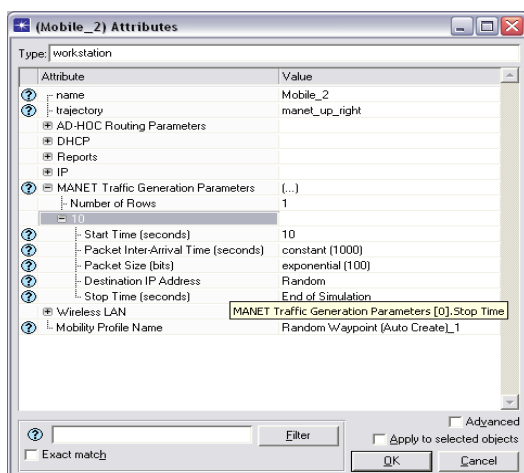 (Mobile_2) Attributes
Type: workstation
Attribute Value
name Mobile_2
trajectory manet_up_right
AD-HOC Routing Parameters
DHCP
Reports
IP
MANET Traffic Generation Parameters (...)
Number of Rows 1
10
Start Time (seconds) 10
Packet Inter-Arrival Time (seconds) constant (1000)
Packet Size (bits) exponential (100)
Destination IP Address Random
Stop Time (seconds) End of Simulation
Wireless LAN MANET Traffic Generation Parameters [0].Stop Time
Mobility Profile Name Random Waypoint (Auto Create)_1
Advanced
Filter Apply to selected objects
Exact match OK Cancel